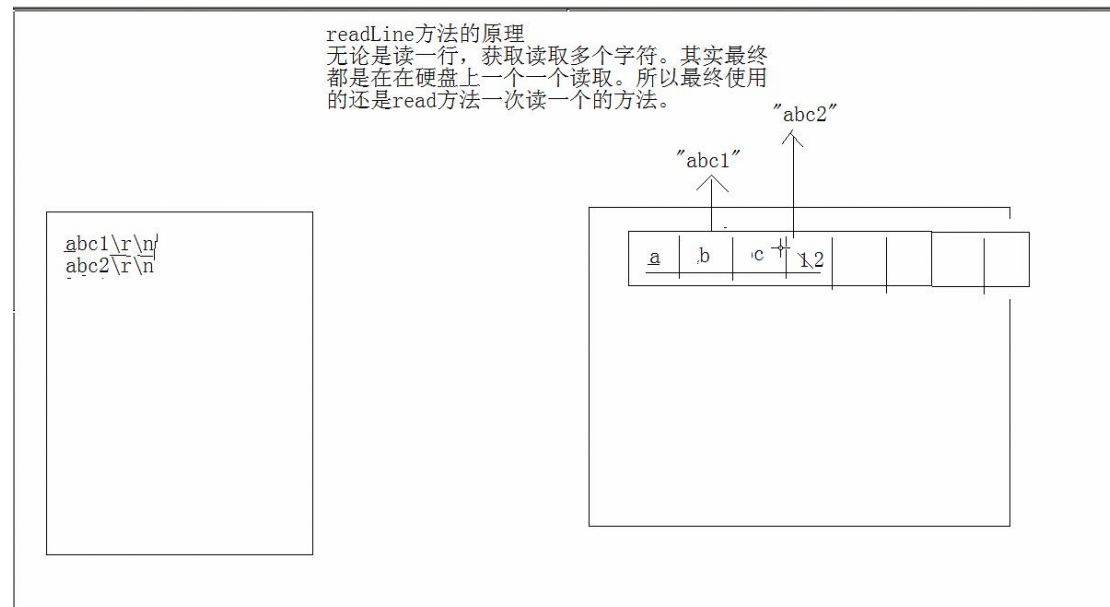 readLine方法的原理
无论是读一行，获取读取多个字符。其实最终
都是在在硬盘上一个一个读取。所以最终使用
的还是read方法一次读一个的方法。
"abc2"
"abc1"
abc1\r\n
abc2\r\n
a b c 1 2